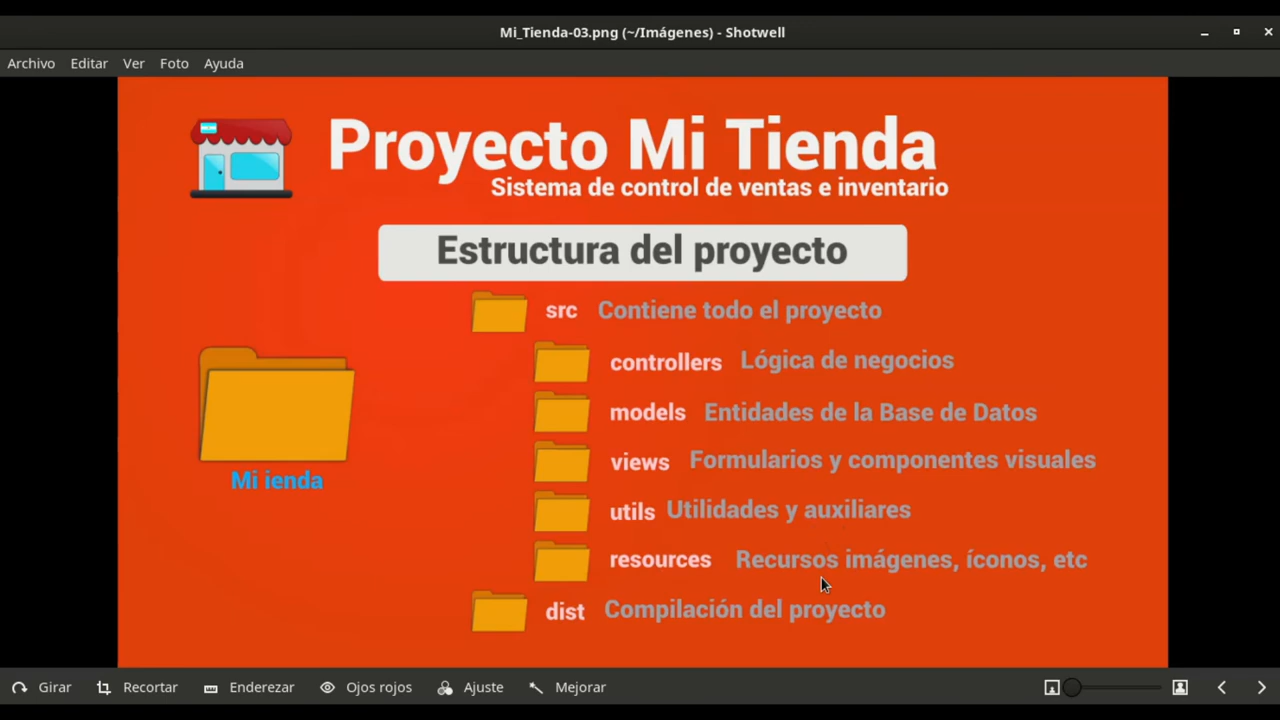 Mi_Tienda-03.png (~/Imágenes) - Shotwell
Archivo Editar Ver Foto Ayuda
Proyecto Mi Tienda
Sistema de control de ventas e inventario
Estructura del proyecto
src Contiene todo el proyecto
controllers Lógica de negocios
models Entidades de la Base de Datos
views Formularios y componentes visuales
Mi ienda
utils Utilidades y auxiliares
resources Recursos imágenes, íconos, etc
dist Compilación del proyecto
Girar Recortar Enderezar Ojos rojos Ajuste Mejorar